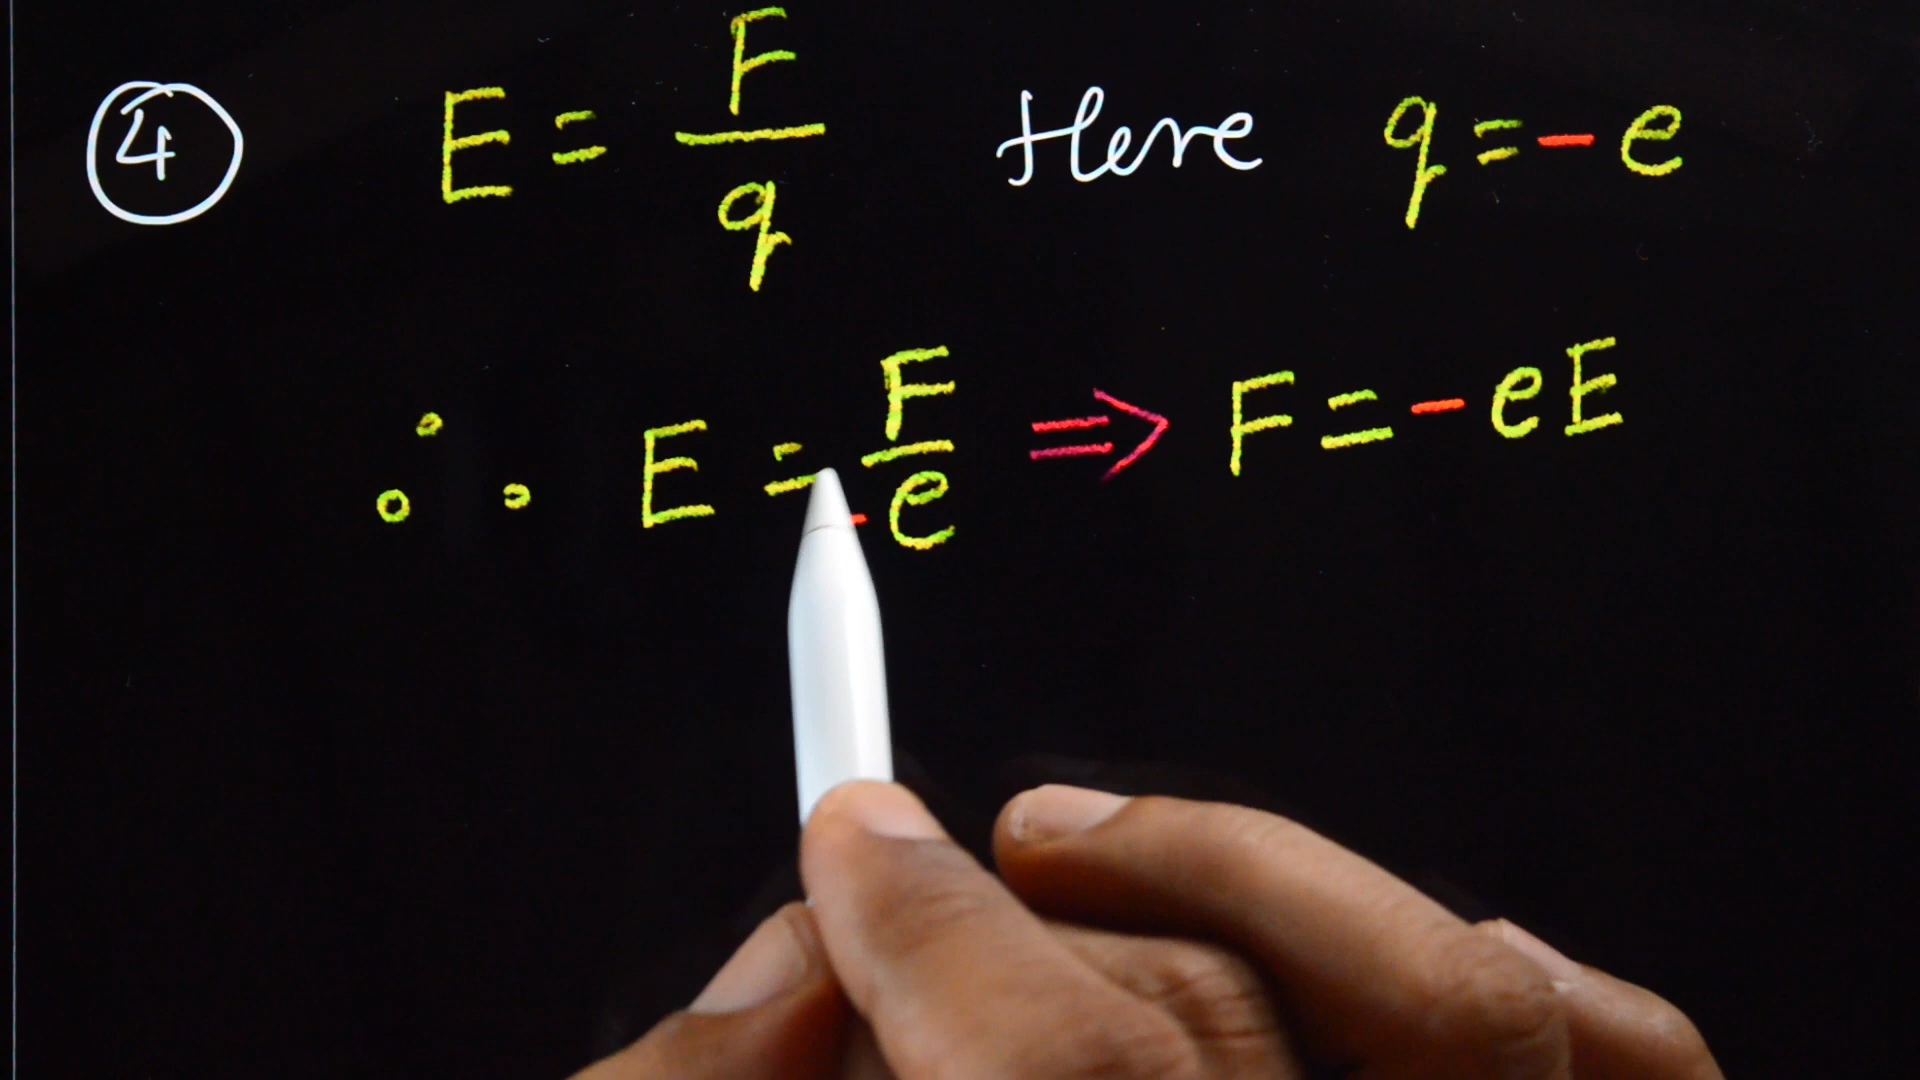 ④ E = F/q Here q = - e
∴ E = F/-e ⇒ F = - eE